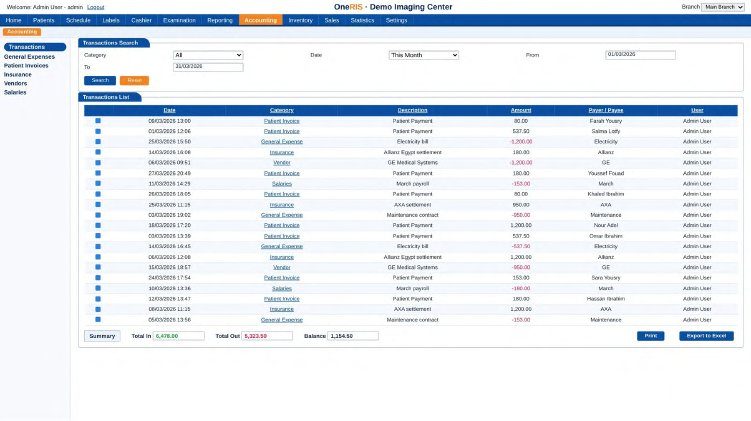 Welcome: Admin User - admin Logout OneRIS - Demo Imaging Center Branch Main Branch
Home Patients Schedule Labels Cashier Examination Reporting Accounting Inventory Sales Statistics Settings
Accounting
Transactions
General Expenses
Patient Invoices
Insurance
Vendors
Salaries
Transactions Search
Category All Date This Month From 01/03/2026
To 31/03/2026
Search Reset
Transactions List
Date Category Description Amount Payer / Payee User
09/03/2026 13:00 Patient Invoice Patient Payment 80.00 Farah Yousry Admin User
01/03/2026 12:06 Patient Invoice Patient Payment 537.50 Salma Lotfy Admin User
25/03/2026 15:50 General Expense Electricity bill -1,200.00 Electricity Admin User
14/03/2026 18:08 Insurance Allianz Egypt settlement 180.00 Allianz Admin User
06/03/2026 09:51 Vendor GE Medical Systems -1,200.00 GE Admin User
27/03/2026 20:49 Patient Invoice Patient Payment 180.00 Youssef Fouad Admin User
11/03/2026 14:29 Salaries March payroll -153.00 March Admin User
26/03/2026 18:05 Patient Invoice Patient Payment 80.00 Khaled Ibrahim Admin User
25/03/2026 11:15 Insurance AXA settlement 950.00 AXA Admin User
03/03/2026 19:02 General Expense Maintenance contract -950.00 Maintenance Admin User
18/03/2026 17:20 Patient Invoice Patient Payment 1,200.00 Nour Adel Admin User
03/03/2026 13:39 Patient Invoice Patient Payment 537.50 Omar Ibrahim Admin User
14/03/2026 16:45 General Expense Electricity bill -537.50 Electricity Admin User
06/03/2026 12:08 Insurance Allianz Egypt settlement 1,200.00 Allianz Admin User
15/03/2026 18:57 Vendor GE Medical Systems -950.00 GE Admin User
24/03/2026 17:54 Patient Invoice Patient Payment 153.00 Sara Yousry Admin User
10/03/2026 13:36 Salaries March payroll -180.00 March Admin User
12/03/2026 13:47 Patient Invoice Patient Payment 180.00 Hassan Ibrahim Admin User
08/03/2026 11:15 Insurance AXA settlement 1,200.00 AXA Admin User
05/03/2026 13:56 General Expense Maintenance contract -153.00 Maintenance Admin User
Summary Total In 6,478.00 Total Out 5,323.50 Balance 1,154.50 Print Export to Excel